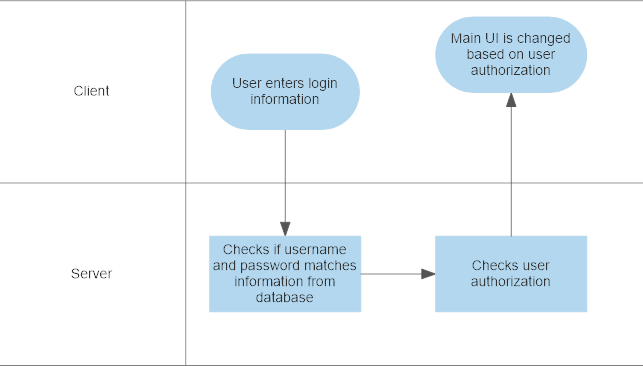 Client
User enters login
information
Main UI is changed
based on user
authorization
Server
Checks if username
and password matches
information from
database
Checks user
authorization